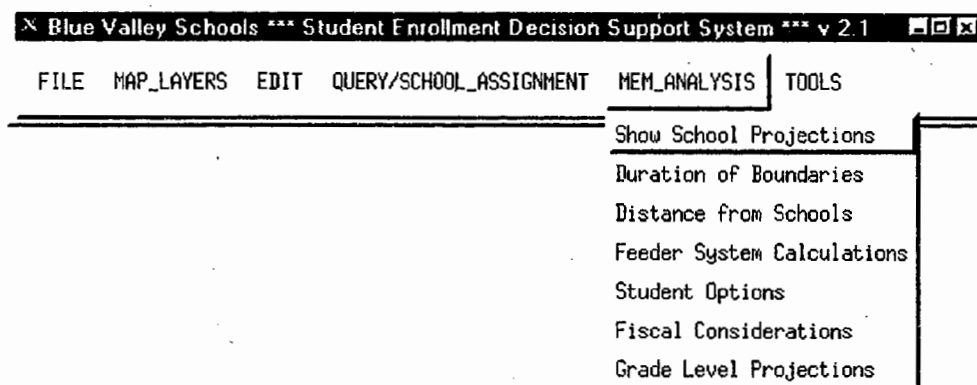 Blue Valley Schools *** Student Enrollment Decision Support System *** v 2.1
FILE MAP_LAYERS EDIT QUERY/SCHOOL_ASSIGNMENT MEM_ANALYSIS TOOLS
Show School Projections
Duration of Boundaries
Distance from Schools
Feeder System Calculations
Student Options
Fiscal Considerations
Grade Level Projections